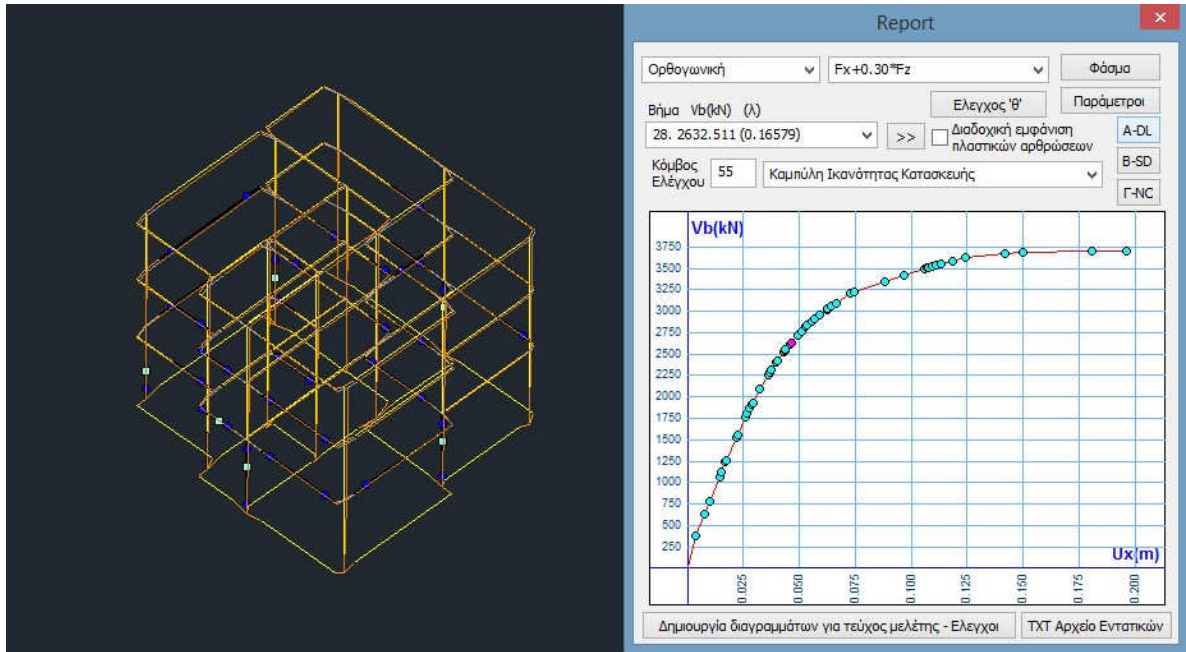 Report
Ορθογωνική
Fx+0.30*Fz
Φάσμα
Βήμα Vb(kN) (λ)
Ελεγχος 'θ'
Παράμετροι
28. 2632.511 (0.16579)
>>
Διαδοχική εμφάνιση
πλαστικών αρθρώσεων
A-DL
B-SD
Γ-NC
Κόμβος
Ελέγχου
55
Καμπύλη Ικανότητας Κατασκευής
Vb(kN)
3750
3500
3250
3000
2750
2500
2250
2000
1750
1500
1250
1000
750
500
250
Ux(m)
0.025
0.050
0.075
0.100
0.125
0.150
0.175
0.200
Δημιουργία διαγραμμάτων για τεύχος μελέτης - Ελεγχοι
TXT Αρχείο Εντατικών